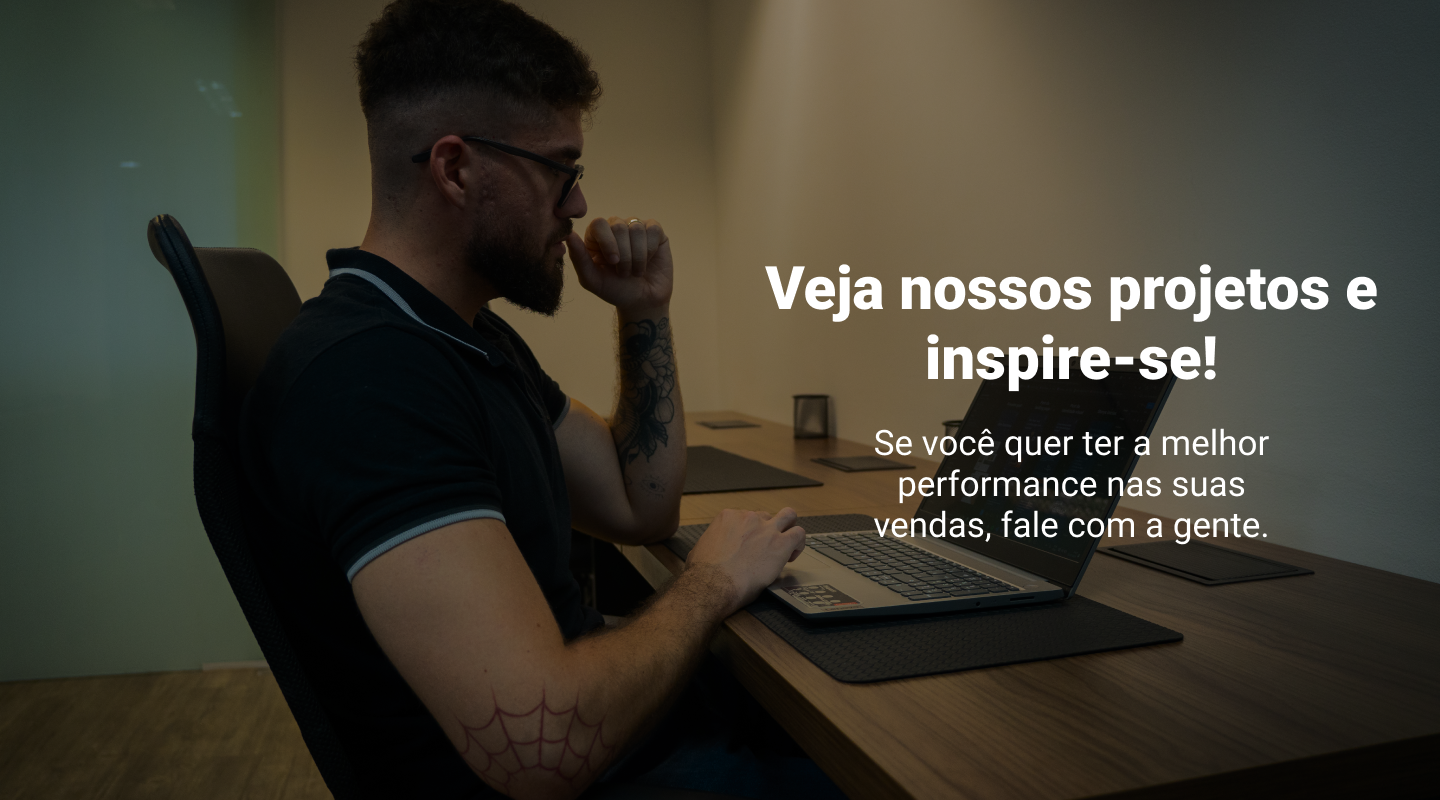 Veja nossos projetos e
inspire-se!
Se você quer ter a melhor
performance nas suas
vendas, fale com a gente.